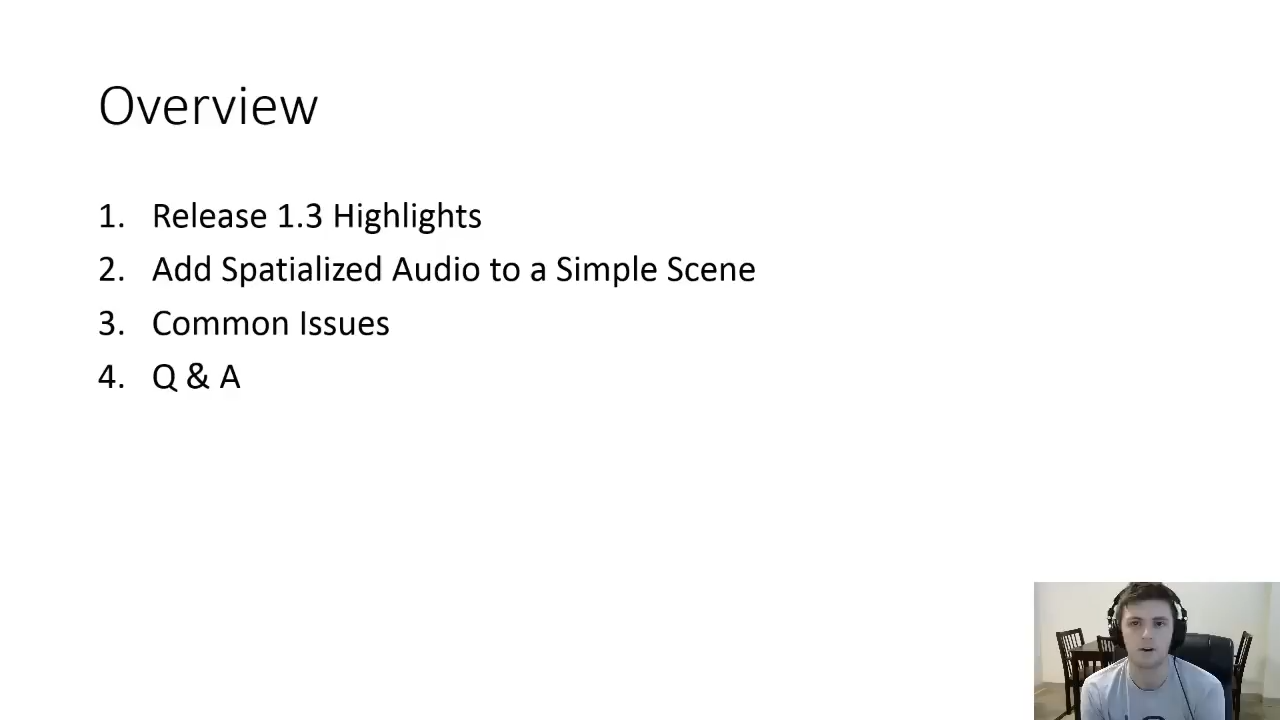 Overview
1. Release 1.3 Highlights
2. Add Spatialized Audio to a Simple Scene
3. Common Issues
4. Q & A